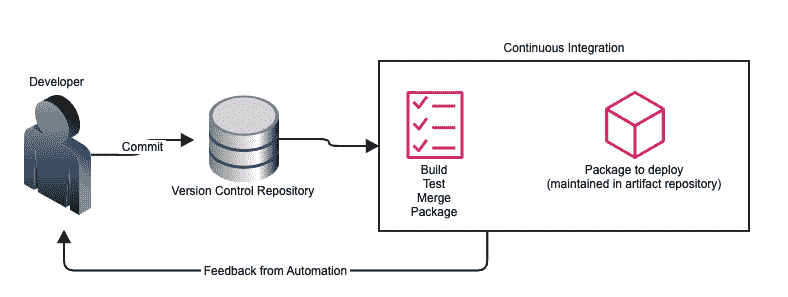 Continuous Integration
Developer
Commit
Version Control Repository
Build
Test
Merge
Package
Package to deploy
(maintained in artifact repository)
Feedback from Automation